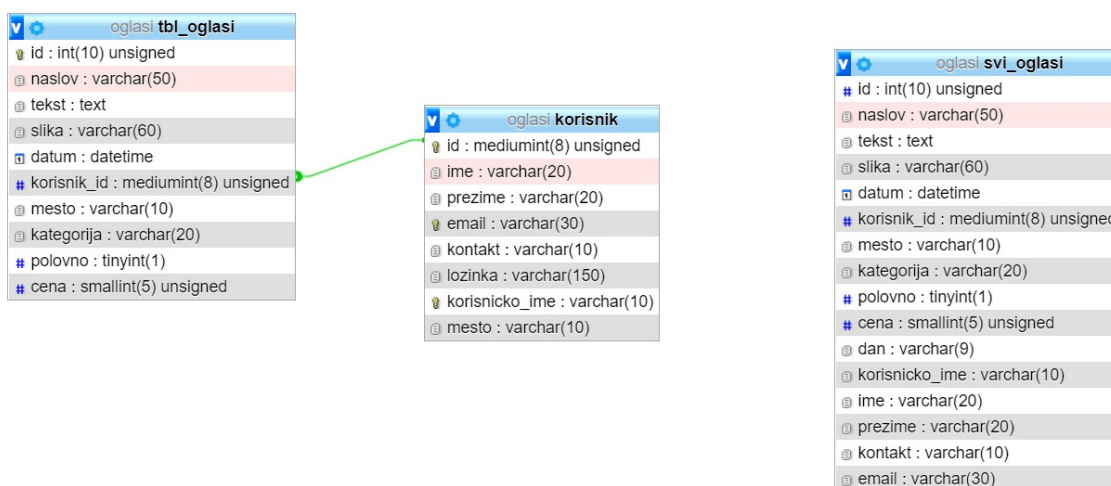 oglasi tbl_oglasi
id : int(10) unsigned
naslov : varchar(50)
tekst : text
slika : varchar(60)
datum : datetime
korisnik_id : mediumint(8) unsigned
mesto : varchar(10)
kategorija : varchar(20)
polovno : tinyint(1)
cena : smallint(5) unsigned
oglasi korisnik
id : mediumint(8) unsigned
ime : varchar(20)
prezime : varchar(20)
email : varchar(30)
kontakt : varchar(10)
lozinka : varchar(150)
korisnicko_ime : varchar(10)
mesto : varchar(10)
oglasi svi_oglasi
id : int(10) unsigned
naslov : varchar(50)
tekst : text
slika : varchar(60)
datum : datetime
korisnik_id : mediumint(8) unsigned
mesto : varchar(10)
kategorija : varchar(20)
polovno : tinyint(1)
cena : smallint(5) unsigned
dan : varchar(9)
korisnicko_ime : varchar(10)
ime : varchar(20)
prezime : varchar(20)
kontakt : varchar(10)
email : varchar(30)